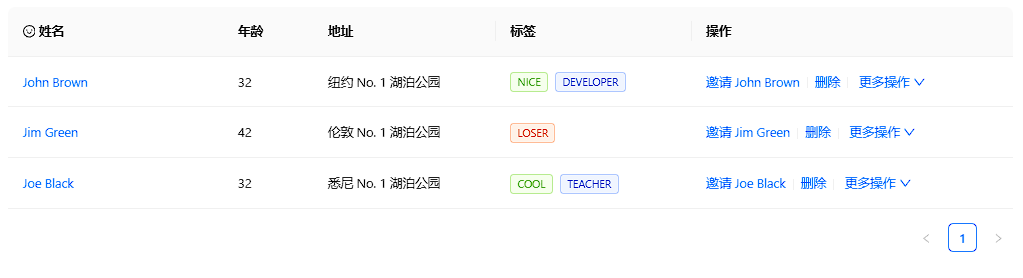 姓名 年龄 地址 标签 操作
John Brown 32 纽约 No. 1 湖泊公园 NICE DEVELOPER 邀请 John Brown 删除 更多操作
Jim Green 42 伦敦 No. 1 湖泊公园 LOSER 邀请 Jim Green 删除 更多操作
Joe Black 32 悉尼 No. 1 湖泊公园 COOL TEACHER 邀请 Joe Black 删除 更多操作
1